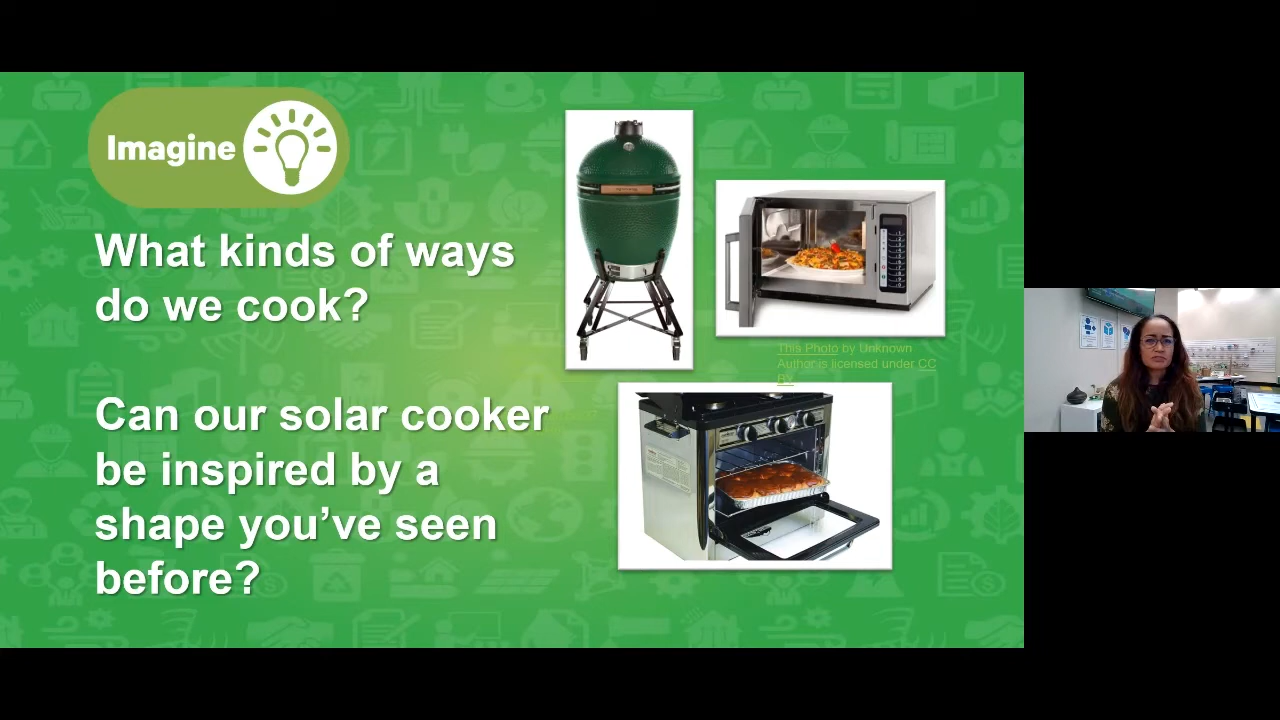 Imagine
What kinds of ways
do we cook?
Can our solar cooker
be inspired by a
shape you’ve seen
before?
This Photo by Unknown
Author is licensed under CC
BY